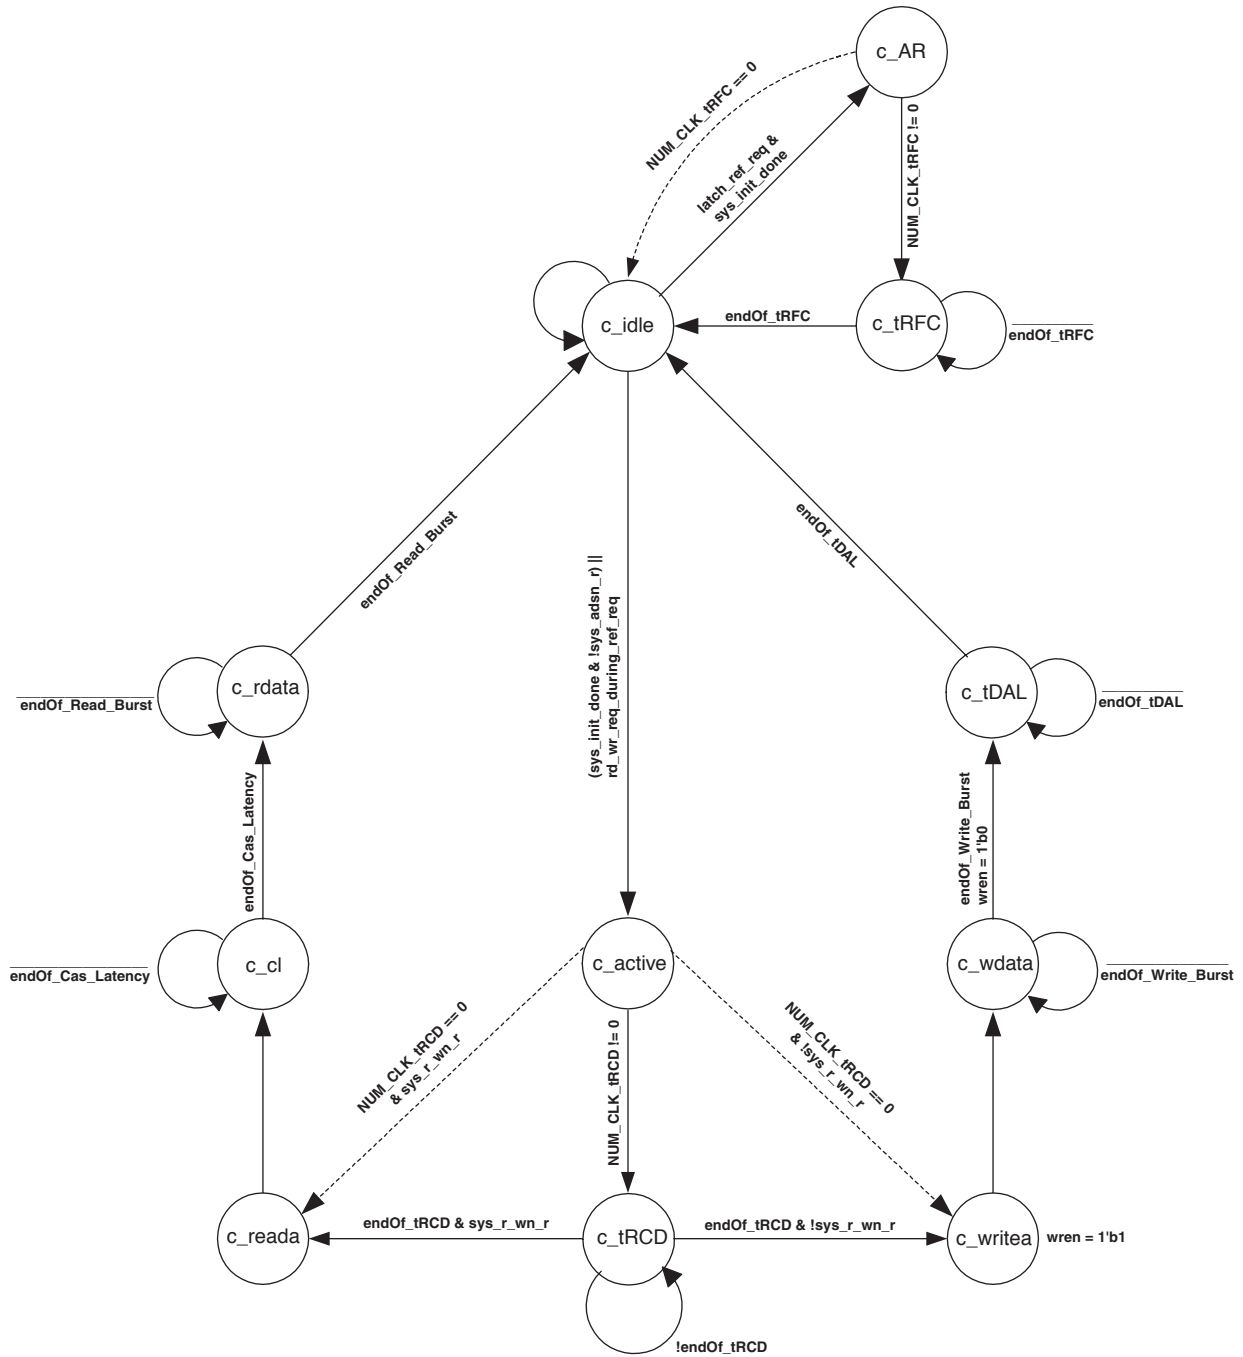 c_AR
NUM_CLK_tRFC == 0
latch_ref_req &
sys_init_done
NUM_CLK_tRFC != 0
c_idle
endOf_tRFC
c_tRFC
endOf_tRFC
endOf_Read_Burst
(sys_init_done & !sys_adsn_r) ||
rd_wr_req_during_ref_req
endOf_tDAL
c_rdata
endOf_Read_Burst
c_tDAL
endOf_tDAL
endOf_Cas_Latency
endOf_Write_Burst
wren = 1'b0
c_cl
endOf_Cas_Latency
c_active
c_wdata
endOf_Write_Burst
NUM_CLK_tRCD == 0
& sys_r_wn_r
NUM_CLK_tRCD != 0
NUM_CLK_tRCD == 0
& !sys_r_wn_r
c_reada
endOf_tRCD & sys_r_wn_r
c_tRCD
endOf_tRCD & !sys_r_wn_r
c_writea
wren = 1'b1
!endOf_tRCD